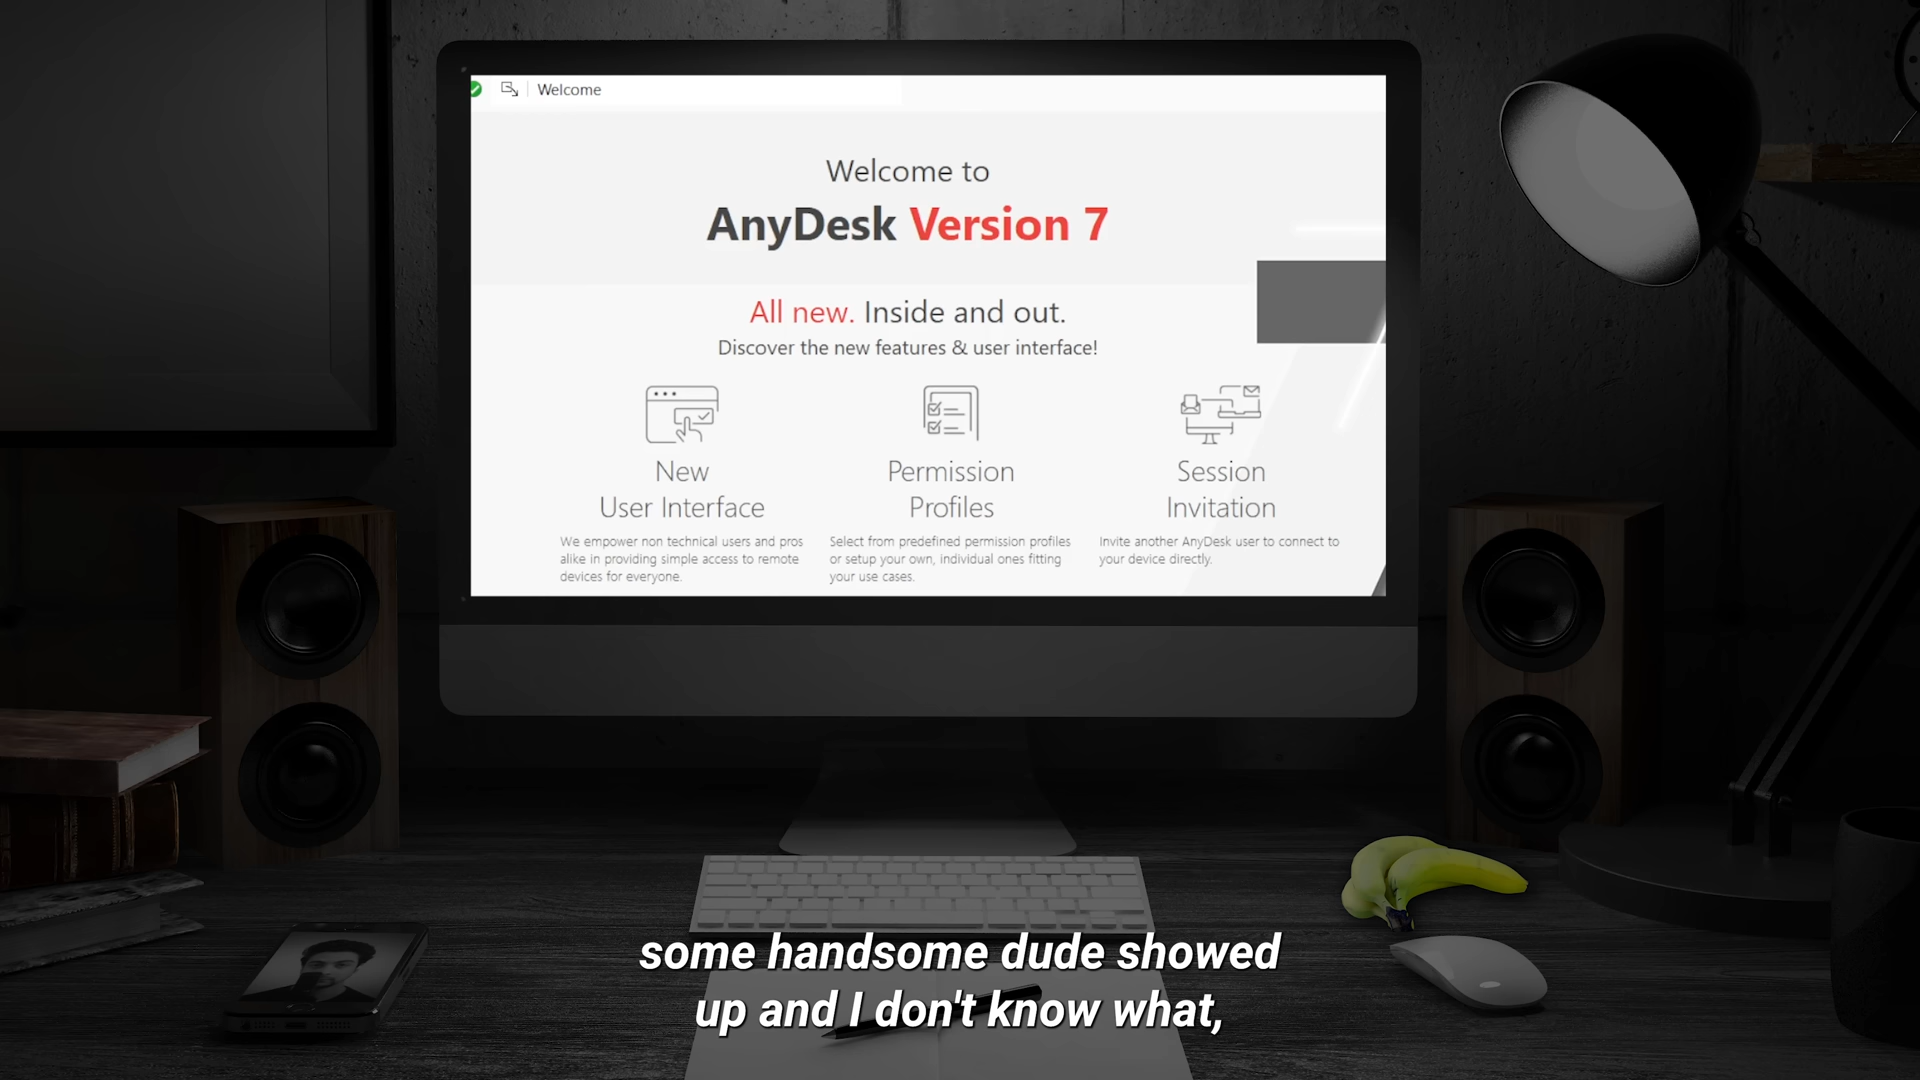 Welcome
Welcome to
AnyDesk Version 7
All new. Inside and out.
Discover the new features & user interface!
New
User Interface
We empower non technical users and pros
alike in providing simple access to remote
devices for everyone.
Permission
Profiles
Select from predefined permission profiles
or setup your own, individual ones fitting
your use cases.
Session
Invitation
Invite another AnyDesk user to connect to
your device directly.
some handsome dude showed
up and I don't know what,